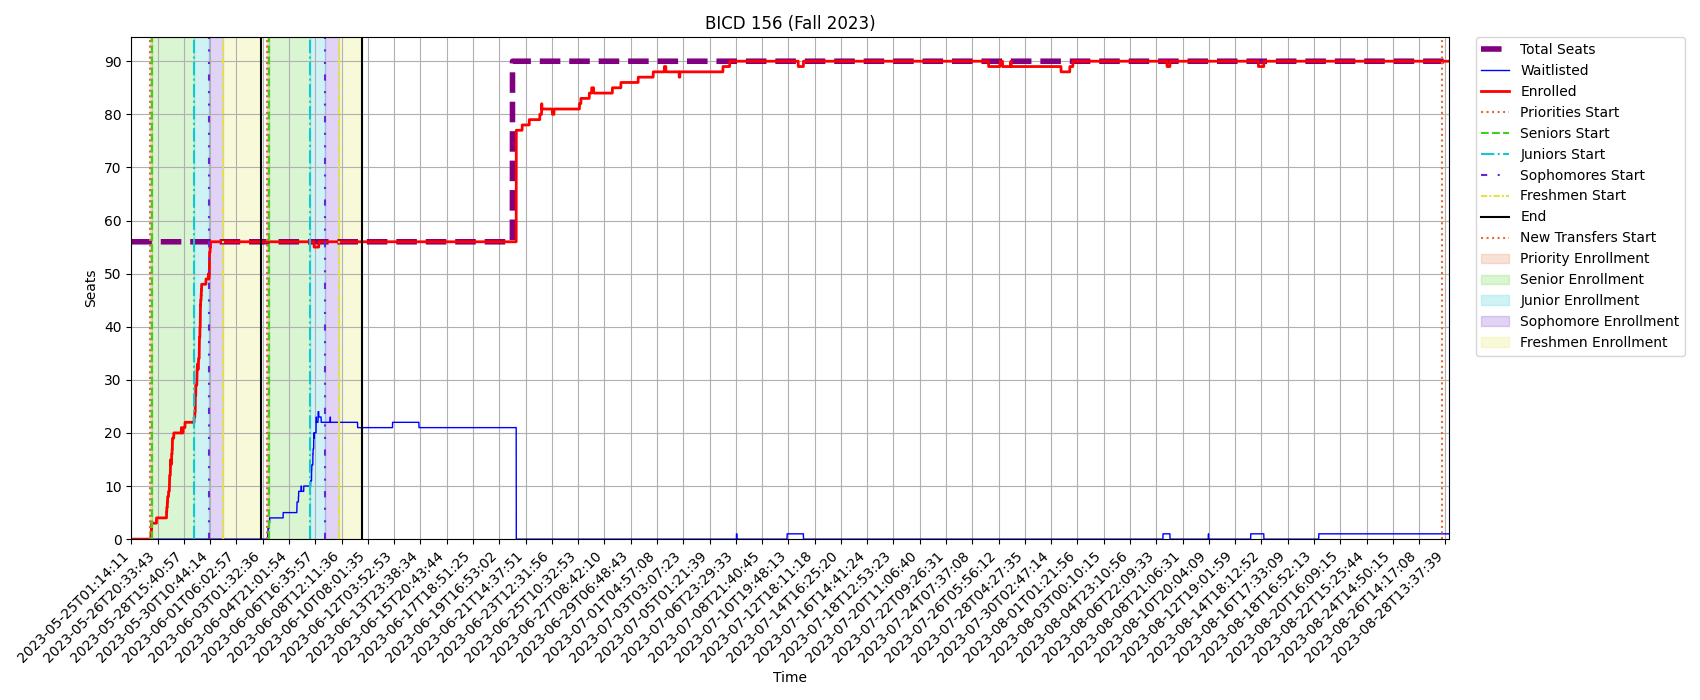 BICD 156 (Fall 2023)
Seats
90
80
70
60
50
40
30
20
10
0
2023-05-25T01:14:11
2023-05-26T20:33:43
2023-05-28T15:40:57
2023-05-30T10:44:14
2023-06-01T06:02:57
2023-06-03T01:32:36
2023-06-04T21:01:54
2023-06-06T16:35:57
2023-06-08T12:11:36
2023-06-10T08:01:35
2023-06-12T03:52:53
2023-06-13T23:38:34
2023-06-15T20:43:44
2023-06-17T18:51:25
2023-06-19T16:53:02
2023-06-21T14:37:51
2023-06-23T12:31:56
2023-06-25T10:32:53
2023-06-27T08:42:10
2023-06-29T06:48:43
2023-07-01T04:57:08
2023-07-03T03:07:23
2023-07-05T01:21:39
2023-07-06T23:29:33
2023-07-08T21:40:45
2023-07-10T19:48:13
2023-07-12T18:11:18
2023-07-14T16:25:20
2023-07-16T14:41:24
2023-07-18T12:53:23
2023-07-20T11:06:40
2023-07-22T09:26:31
2023-07-24T07:37:08
2023-07-26T05:56:12
2023-07-28T04:27:35
2023-07-30T02:47:14
2023-08-01T01:21:56
2023-08-03T00:10:15
2023-08-04T23:10:56
2023-08-06T22:09:33
2023-08-08T21:06:31
2023-08-10T20:04:09
2023-08-12T19:01:59
2023-08-14T18:12:52
2023-08-16T17:33:09
2023-08-18T16:52:13
2023-08-20T16:09:15
2023-08-22T15:25:44
2023-08-24T14:50:15
2023-08-26T14:17:08
2023-08-28T13:37:39
Time
Total Seats
Waitlisted
Enrolled
Priorities Start
Seniors Start
Juniors Start
Sophomores Start
Freshmen Start
End
New Transfers Start
Priority Enrollment
Senior Enrollment
Junior Enrollment
Sophomore Enrollment
Freshmen Enrollment